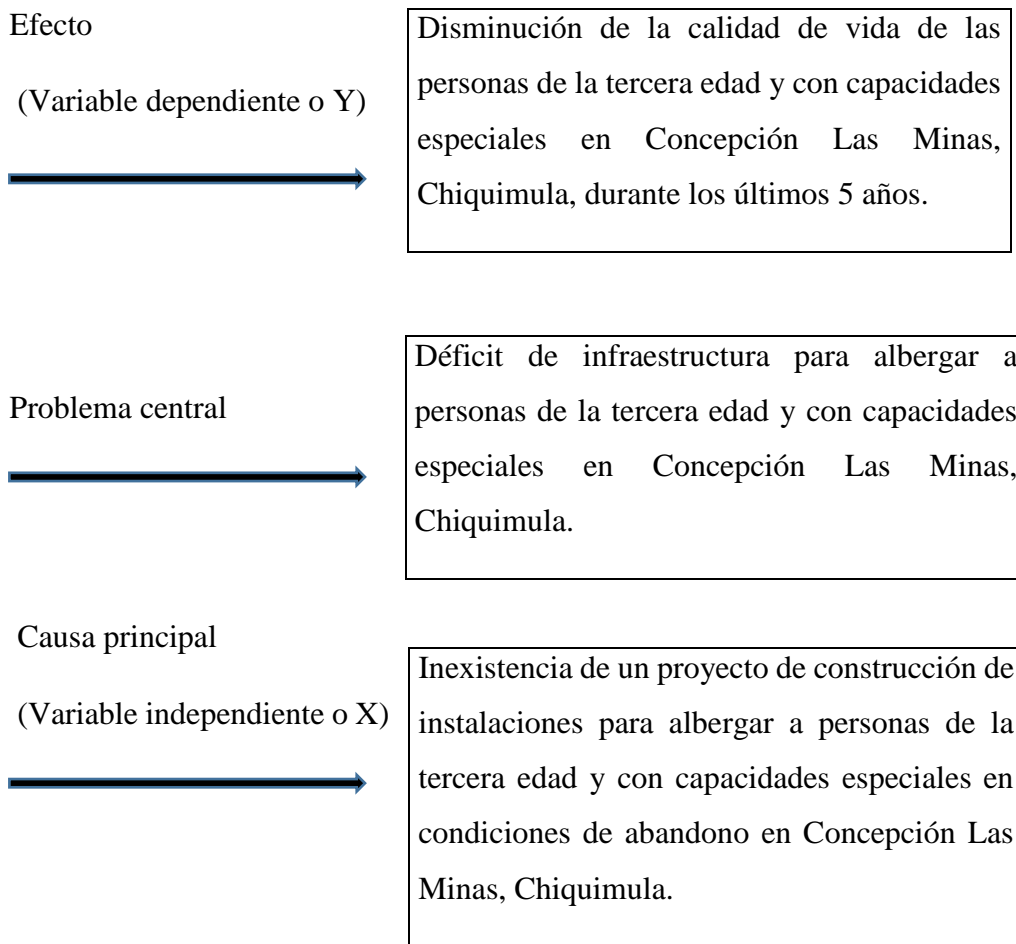 Efecto
(Variable dependiente o Y)
Disminución de la calidad de vida de las
personas de la tercera edad y con capacidades
especiales en Concepción Las Minas,
Chiquimula, durante los últimos 5 años.
Problema central
Déficit de infraestructura para albergar a
personas de la tercera edad y con capacidades
especiales en Concepción Las Minas,
Chiquimula.
Causa principal
(Variable independiente o X)
Inexistencia de un proyecto de construcción de
instalaciones para albergar a personas de la
tercera edad y con capacidades especiales en
condiciones de abandono en Concepción Las
Minas, Chiquimula.